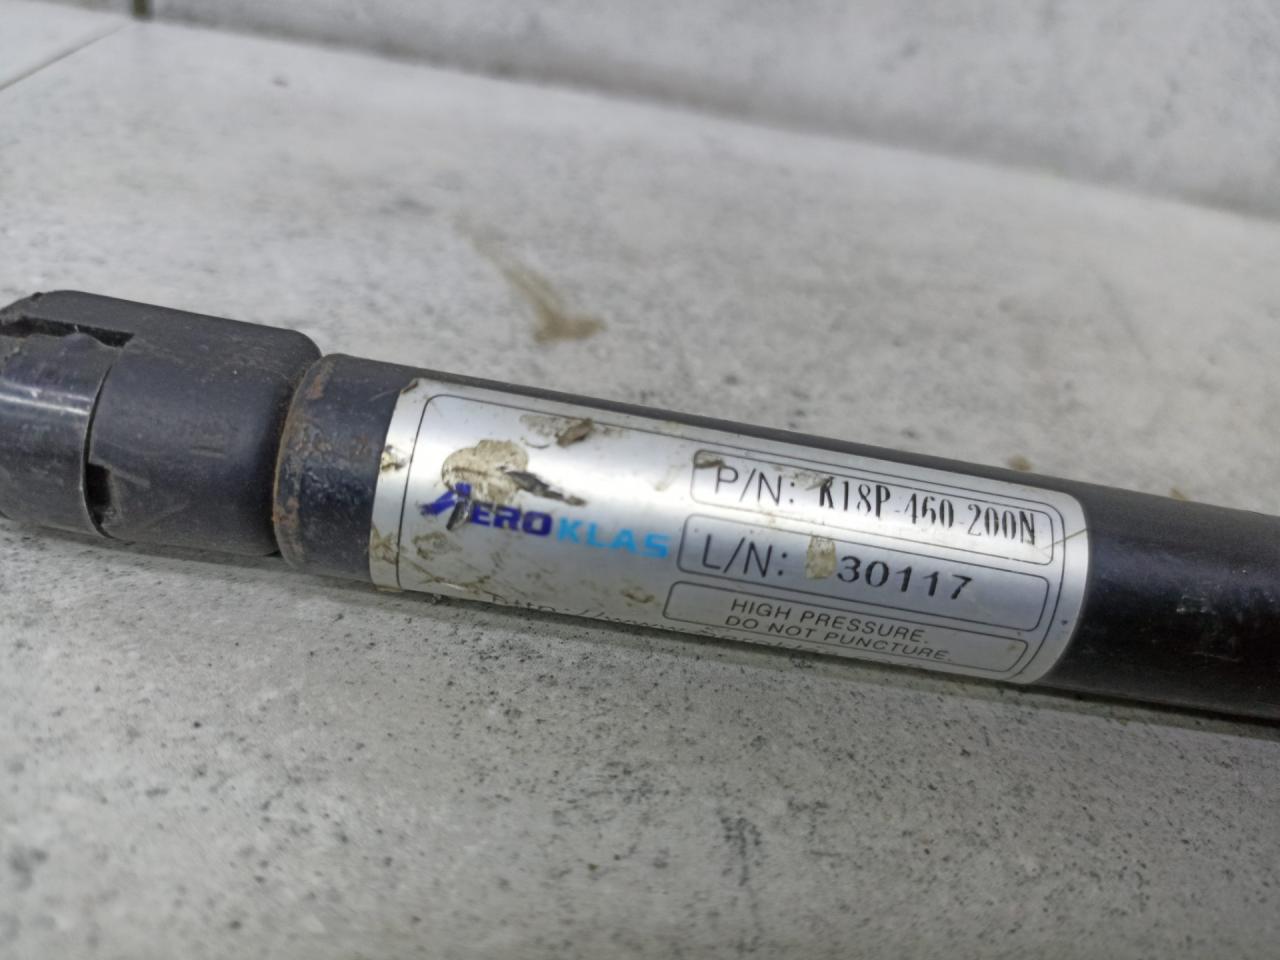 AEROKLAS
P/N: K18P-460-200N
L/N: 30117
HIGH PRESSURE.
DO NOT PUNCTURE.